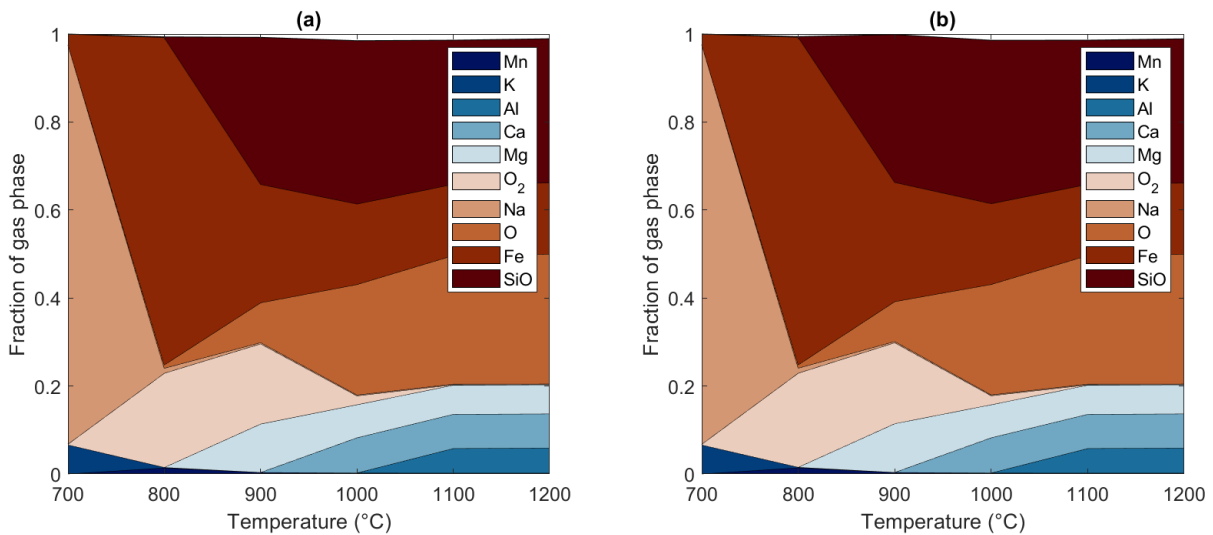 (a)
Fraction of gas phase
1
0.8
0.6
0.4
0.2
0
700 800 900 1000 1100 1200
Temperature (°C)
Mn
K
Al
Ca
Mg
O₂
Na
O
Fe
SiO
(b)
Fraction of gas phase
1
0.8
0.6
0.4
0.2
0
700 800 900 1000 1100 1200
Temperature (°C)
Mn
K
Al
Ca
Mg
O₂
Na
O
Fe
SiO